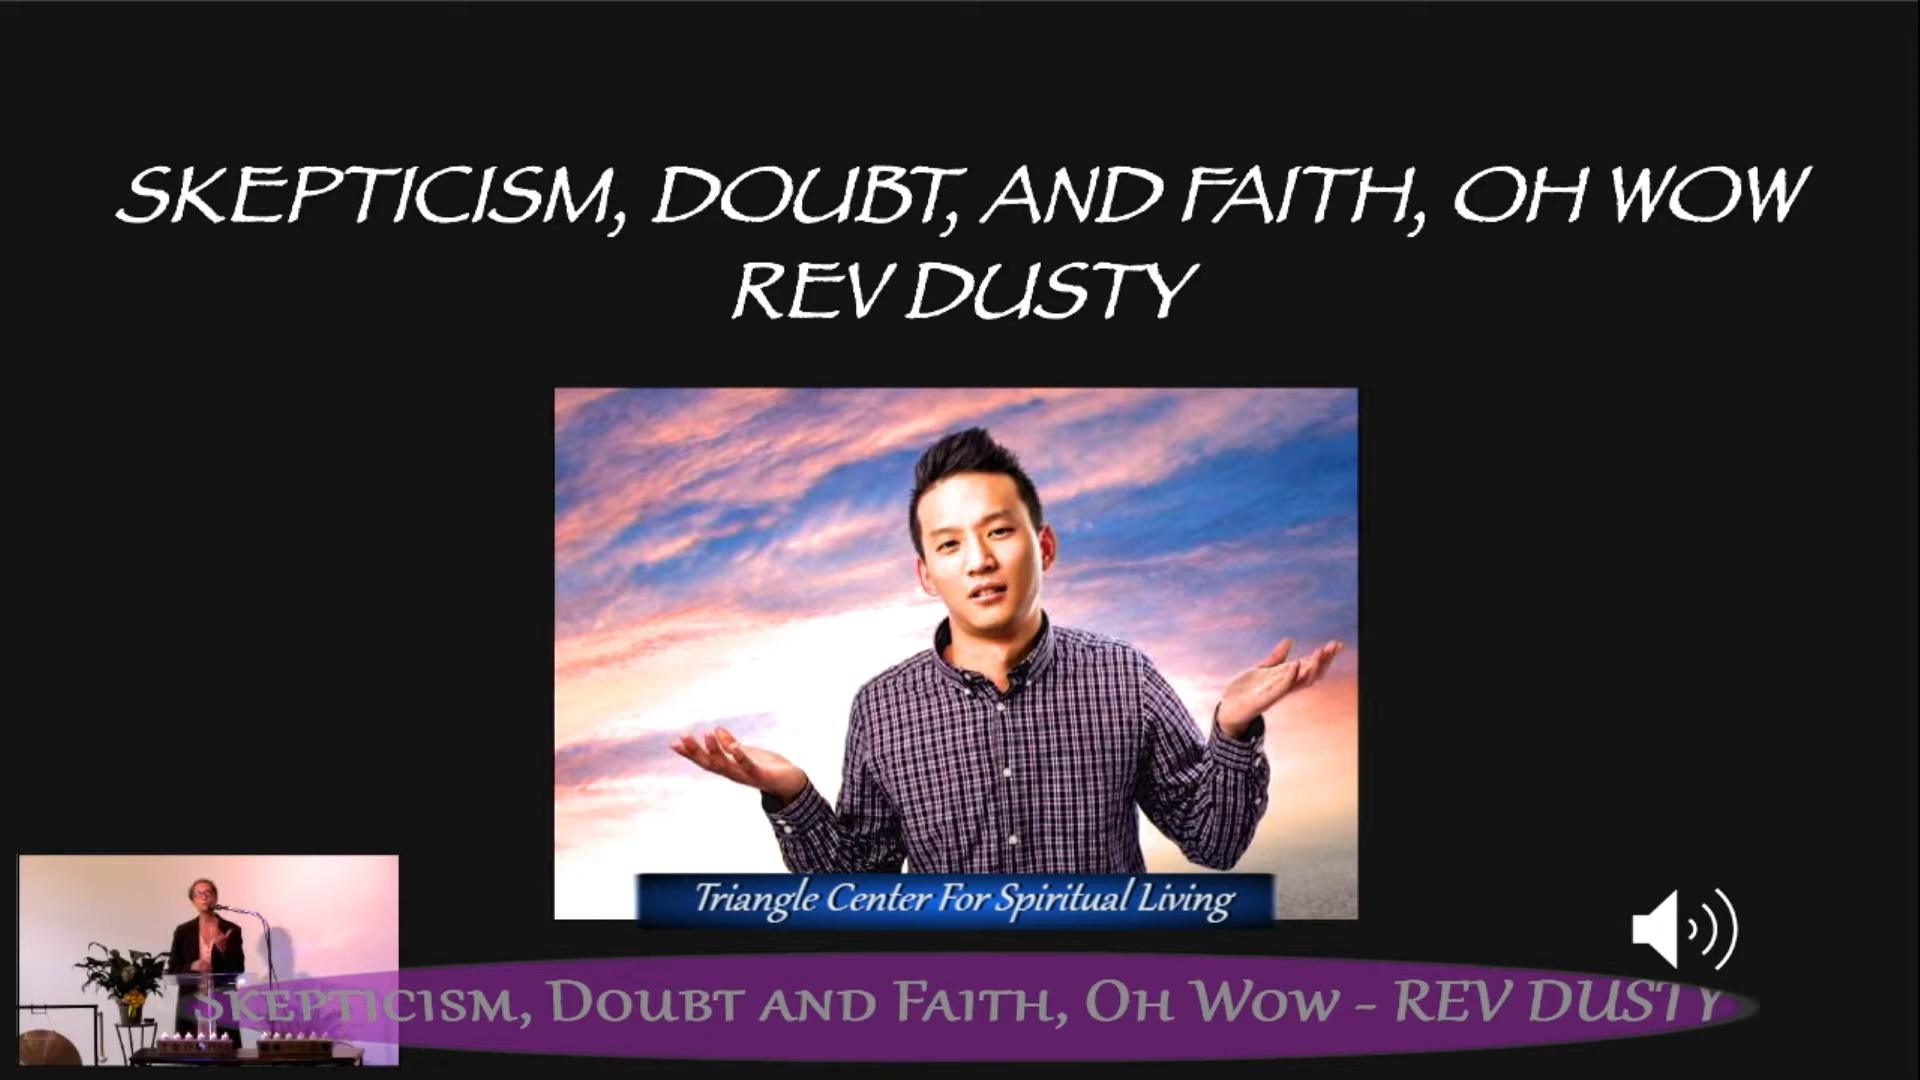 SKEPTICISM, DOUBT, AND FAITH, OH WOW
REV DUSTY
Triangle Center For Spiritual Living
SKEPTICISM, DOUBT AND FAITH, OH WOW - REV DUSTY